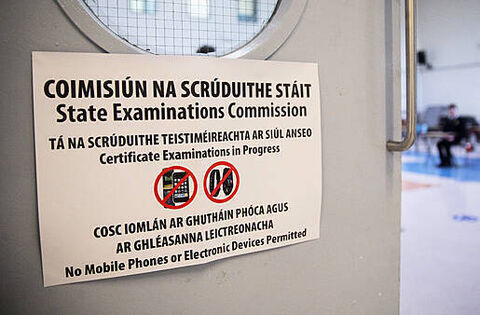 COIMISIÚN NA SCRÚDUITHE STÁIT
State Examinations Commission
TÁ NA SCRÚDUITHE TEISTIMÉIREACHTA AR SIÚL ANSEO
Certificate Examinations in Progress
COSC IOMLÁN AR GHUTHÁIN PHÓCA AGUS
AR GHLÉASANNA LEICTREONACHA
No Mobile Phones or Electronic Devices Permitted